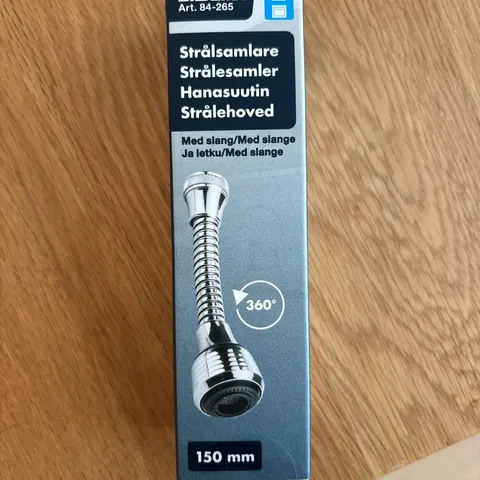 Art. 84-265
Strålsamlare
Strålesamler
Hanasuutin
Strålehoved
Med slang/Med slange
Ja letku/Med slange
360°
150 mm